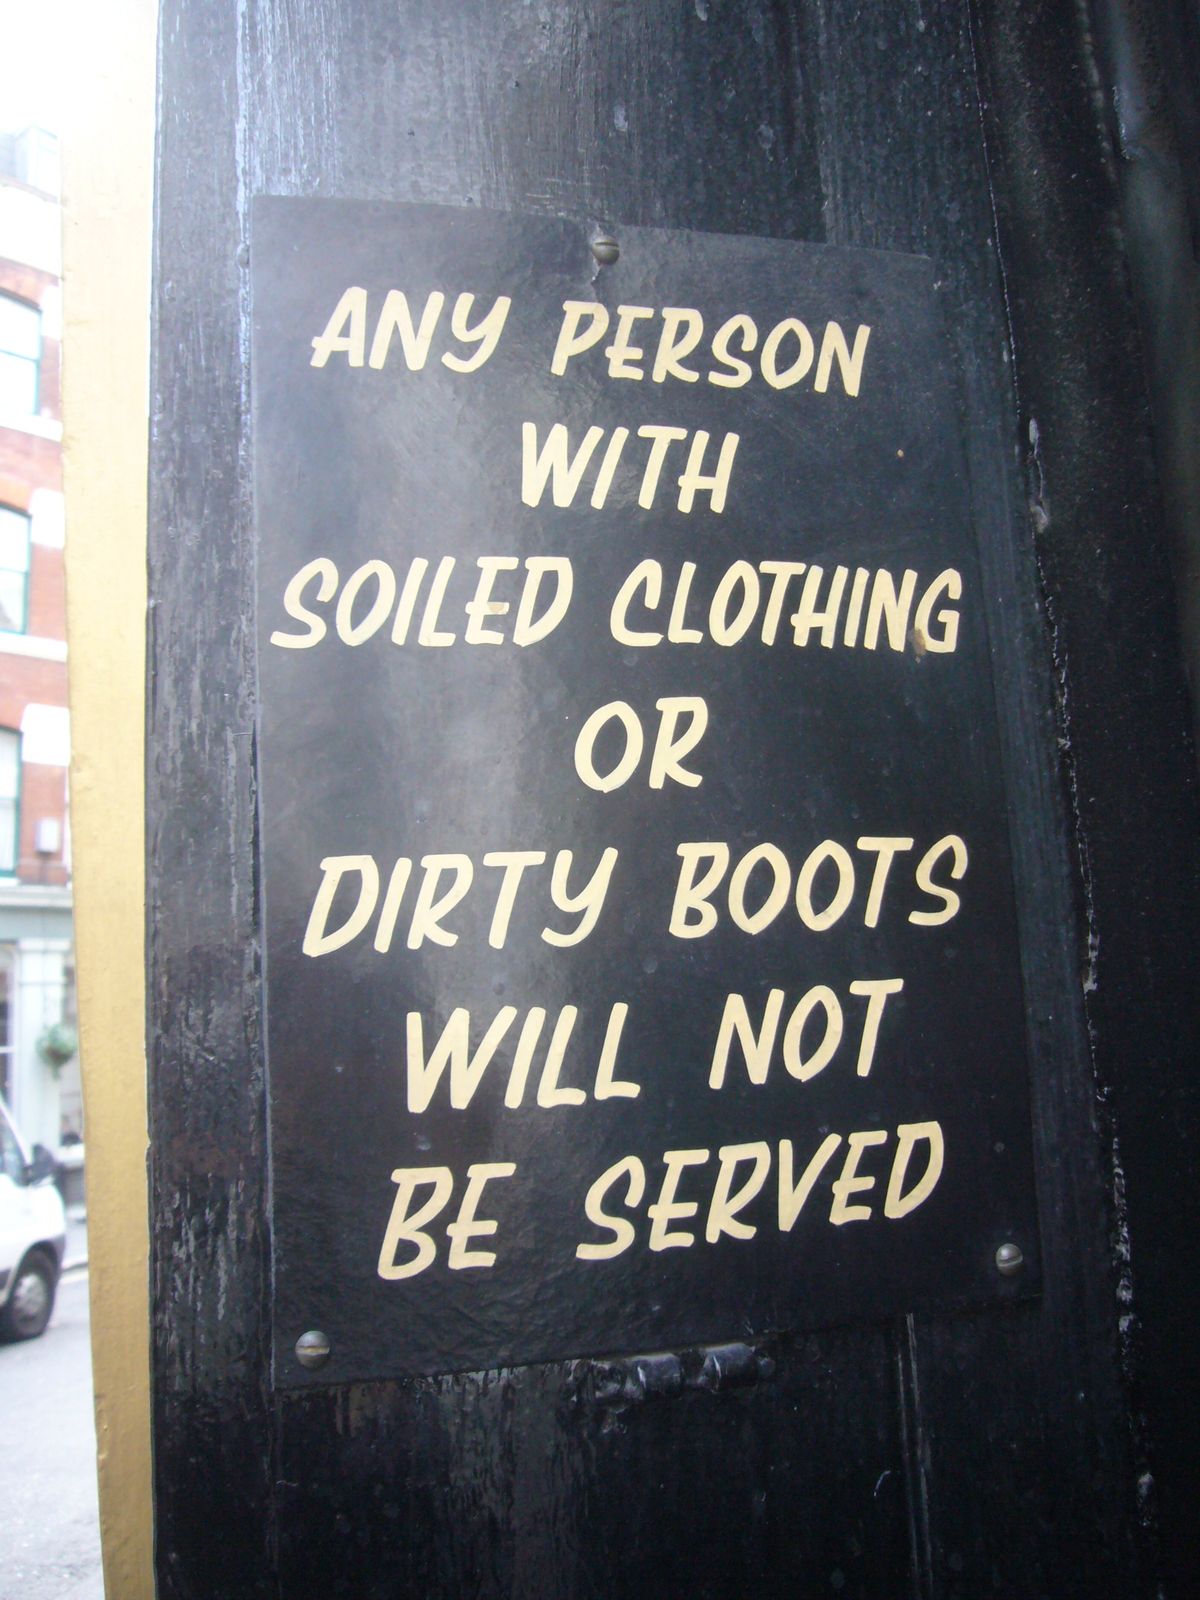 ANY PERSON
WITH
SOILED CLOTHING
OR
DIRTY BOOTS
WILL NOT
BE SERVED